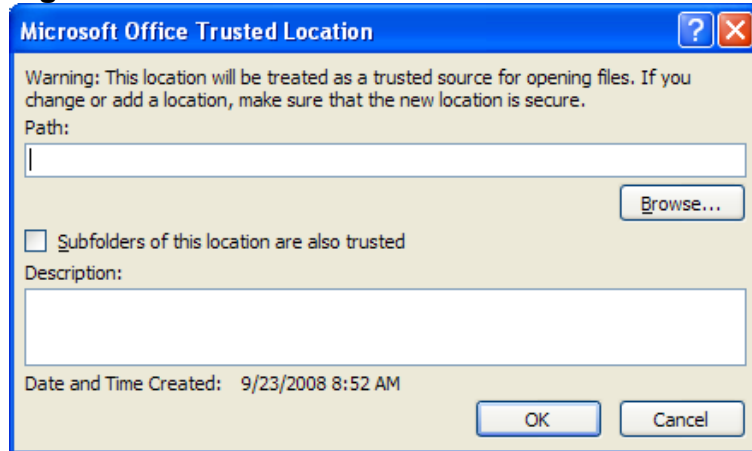 Microsoft Office Trusted Location
Warning: This location will be treated as a trusted source for opening files. If you
change or add a location, make sure that the new location is secure.
Path:
Browse...
Subfolders of this location are also trusted
Description:
Date and Time Created: 9/23/2008 8:52 AM
OK Cancel